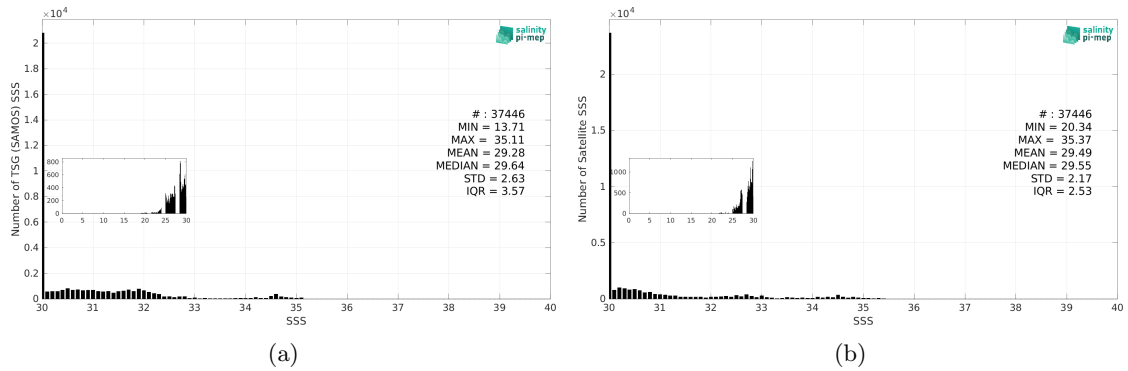 ×10^4
salinity
pi-mep
2
1.8
1.6
1.4
1.2
1
0.8
0.6
0.4
0.2
0
Number of TSG (SAMOS) SSS
# : 37446
MIN = 13.71
MAX = 35.11
MEAN = 29.28
MEDIAN = 29.64
STD = 2.63
IQR = 3.57
800
600
400
200
0
0 5 10 15 20 25 30
30 31 32 33 34 35 36 37 38 39 40
SSS
(a)
×10^4
salinity
pi-mep
2
1.5
1
0.5
0
Number of Satellite SSS
# : 37446
MIN = 20.34
MAX = 35.37
MEAN = 29.49
MEDIAN = 29.55
STD = 2.17
IQR = 2.53
1000
500
0
0 5 10 15 20 25 30
30 31 32 33 34 35 36 37 38 39 40
SSS
(b)